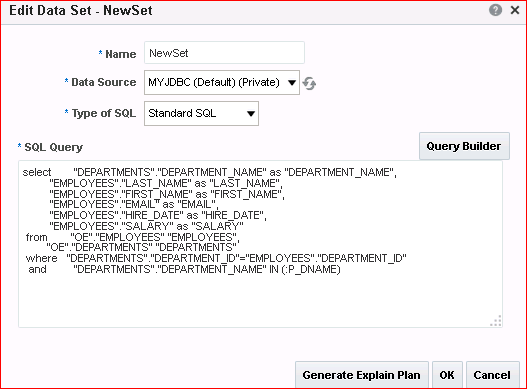 Edit Data Set - NewSet
* Name NewSet
* Data Source MYJDBC (Default) (Private)
* Type of SQL Standard SQL
* SQL Query Query Builder
select "DEPARTMENTS"."DEPARTMENT_NAME" as "DEPARTMENT_NAME",
"EMPLOYEES"."LAST_NAME" as "LAST_NAME",
"EMPLOYEES"."FIRST_NAME" as "FIRST_NAME",
"EMPLOYEES"."EMAIL" as "EMAIL",
"EMPLOYEES"."HIRE_DATE" as "HIRE_DATE",
"EMPLOYEES"."SALARY" as "SALARY"
from "OE"."EMPLOYEES" "EMPLOYEES",
"OE"."DEPARTMENTS" "DEPARTMENTS"
where "DEPARTMENTS"."DEPARTMENT_ID"="EMPLOYEES"."DEPARTMENT_ID"
and "DEPARTMENTS"."DEPARTMENT_NAME" IN (:P_DNAME)
Generate Explain Plan OK Cancel